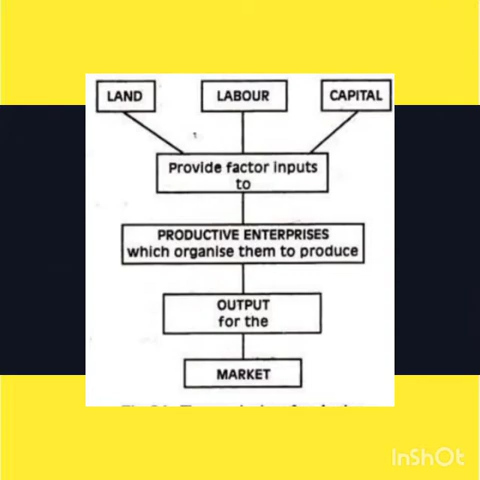 LAND LABOUR CAPITAL
Provide factor inputs
to
PRODUCTIVE ENTERPRISES
which organise them to produce
OUTPUT
for the
MARKET
InShOt